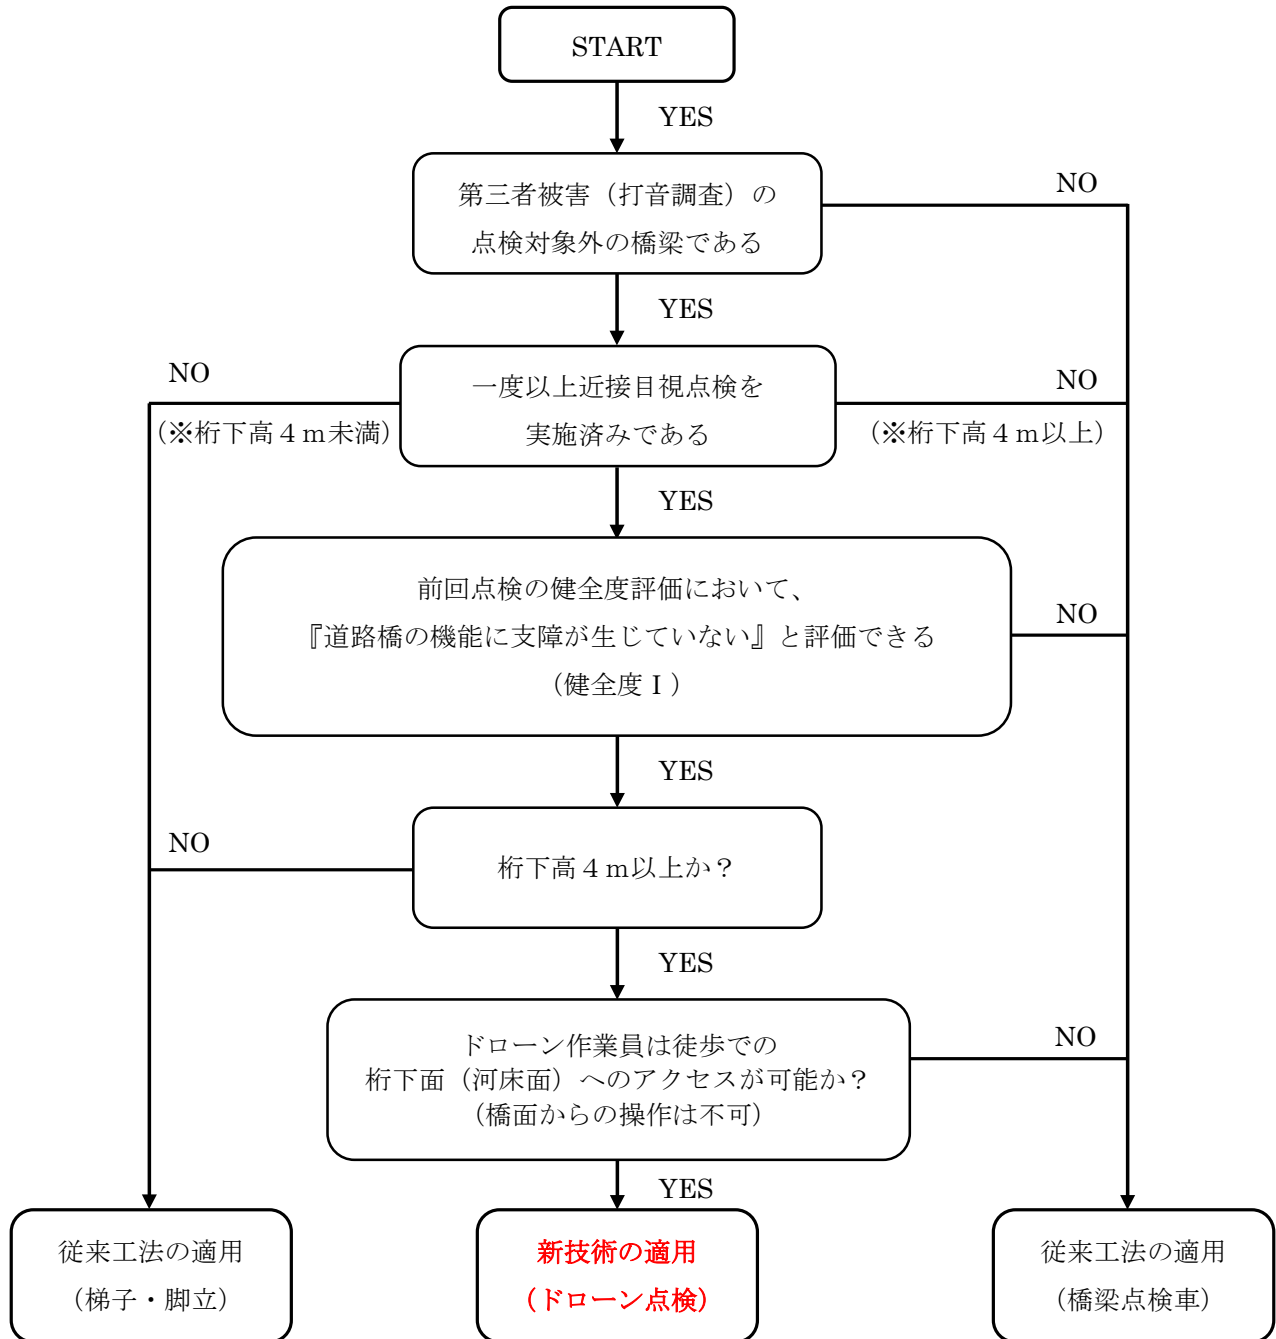 START
YES
第三者被害（打音調査）の
点検対象外の橋梁である
NO
YES
NO
（※桁下高４ｍ未満）
一度以上近接目視点検を
実施済みである
NO
（※桁下高４ｍ以上）
YES
前回点検の健全度評価において、
『道路橋の機能に支障が生じていない』と評価できる
（健全度Ⅰ）
NO
YES
NO
桁下高４ｍ以上か？
YES
ドローン作業員は徒歩での
桁下面（河床面）へのアクセスが可能か？
（橋面からの操作は不可）
NO
YES
従来工法の適用
（梯子・脚立）
新技術の適用
（ドローン点検）
従来工法の適用
（橋梁点検車）